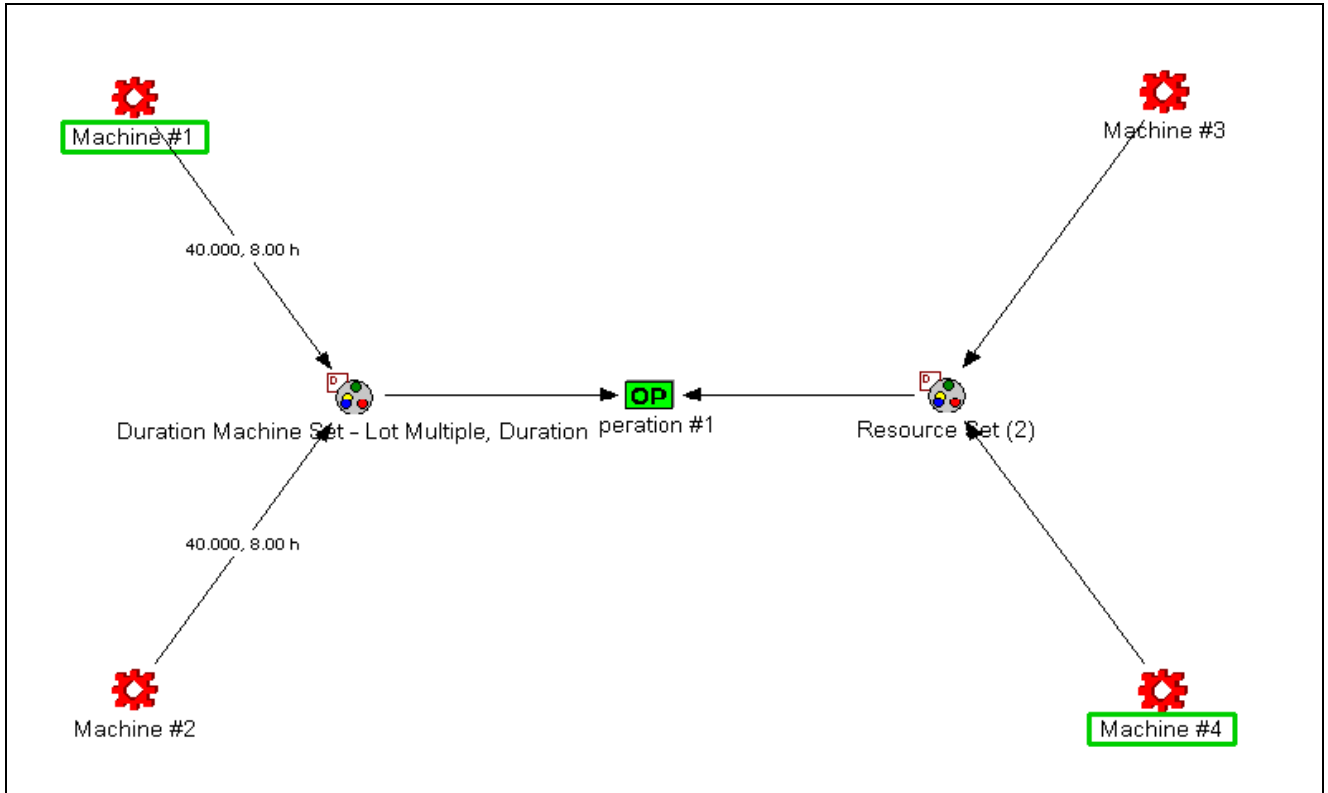 Machine #1
Machine #3
40.000, 8.00 h
D
D
OP
Duration Machine Set - Lot Multiple, Duration
peration #1
Resource Set (2)
40.000, 8.00 h
Machine #2
Machine #4